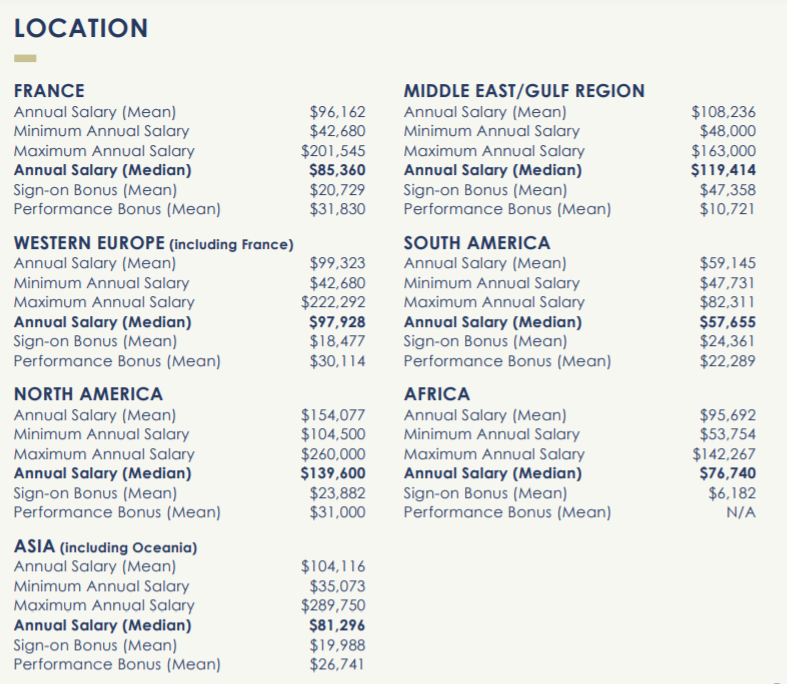 LOCATION
FRANCE
Annual Salary (Mean) $96,162
Minimum Annual Salary $42,680
Maximum Annual Salary $201,545
Annual Salary (Median) $85,360
Sign-on Bonus (Mean) $20,729
Performance Bonus (Mean) $31,830
WESTERN EUROPE (including France)
Annual Salary (Mean) $99,323
Minimum Annual Salary $42,680
Maximum Annual Salary $222,292
Annual Salary (Median) $97,928
Sign-on Bonus (Mean) $18,477
Performance Bonus (Mean) $30,114
NORTH AMERICA
Annual Salary (Mean) $154,077
Minimum Annual Salary $104,500
Maximum Annual Salary $260,000
Annual Salary (Median) $139,600
Sign-on Bonus (Mean) $23,882
Performance Bonus (Mean) $31,000
ASIA (including Oceania)
Annual Salary (Mean) $104,116
Minimum Annual Salary $35,073
Maximum Annual Salary $289,750
Annual Salary (Median) $81,296
Sign-on Bonus (Mean) $19,988
Performance Bonus (Mean) $26,741
MIDDLE EAST/GULF REGION
Annual Salary (Mean) $108,236
Minimum Annual Salary $48,000
Maximum Annual Salary $163,000
Annual Salary (Median) $119,414
Sign-on Bonus (Mean) $47,358
Performance Bonus (Mean) $10,721
SOUTH AMERICA
Annual Salary (Mean) $59,145
Minimum Annual Salary $47,731
Maximum Annual Salary $82,311
Annual Salary (Median) $57,655
Sign-on Bonus (Mean) $24,361
Performance Bonus (Mean) $22,289
AFRICA
Annual Salary (Mean) $95,692
Minimum Annual Salary $53,754
Maximum Annual Salary $142,267
Annual Salary (Median) $76,740
Sign-on Bonus (Mean) $6,182
Performance Bonus (Mean) N/A